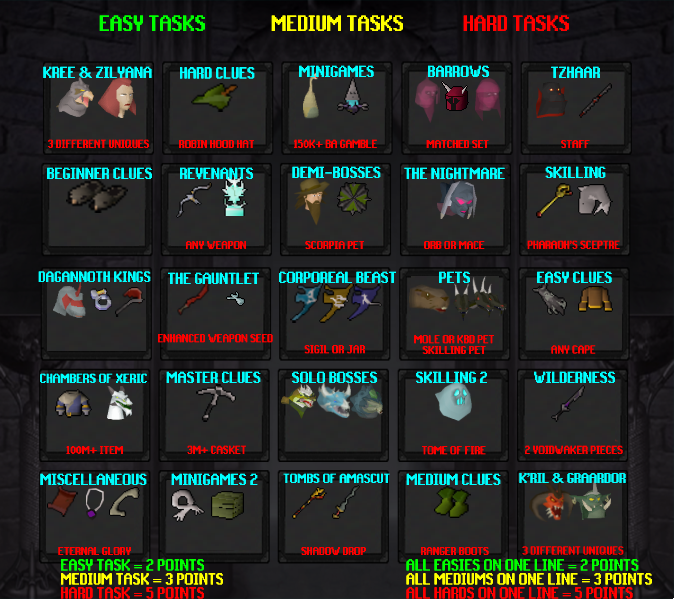 EASY TASKS MEDIUM TASKS HARD TASKS
KREE & ZILYANA HARD CLUES MINIGAMES BARROWS TZHAAR
3 DIFFERENT UNIQUES ROBIN HOOD HAT 150K+ BA GAMBLE MATCHED SET STAFF
BEGINNER CLUES REVENANTS DEMI-BOSSES THE NIGHTMARE SKILLING
ANY WEAPON SCORPIA PET ORB OR MACE PHARAOH'S SCEPTRE
DAGANNOTH KINGS THE GAUNTLET CORPOREAL BEAST PETS EASY CLUES
ENHANCED WEAPON SEED SIGIL OR JAR MOLE OR KBD PET ANY CAPE
SKILLING PET
CHAMBERS OF XERIC MASTER CLUES SOLO BOSSES SKILLING 2 WILDERNESS
100M+ ITEM 3M+ CASKET TOME OF FIRE 2 VOIDWAKER PIECES
MISCELLANEOUS MINIGAMES 2 TOMBS OF AMASCUT MEDIUM CLUES K'RIL & GRAARDOR
ETERNAL GLORY SHADOW DROP RANGER BOOTS 3 DIFFERENT UNIQUES
EASY TASK = 2 POINTS ALL EASIES ON ONE LINE = 2 POINTS
MEDIUM TASK = 3 POINTS ALL MEDIUMS ON ONE LINE = 3 POINTS
HARD TASK = 5 POINTS ALL HARDS ON ONE LINE = 5 POINTS